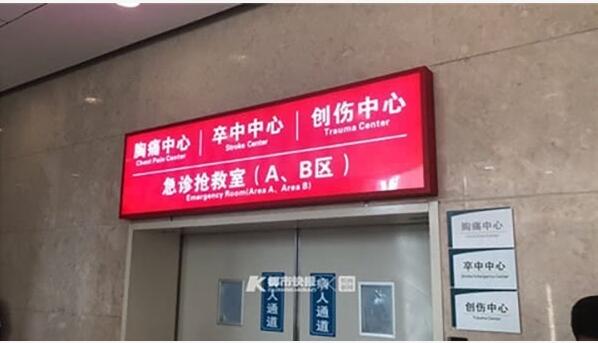 胸痛中心 | 卒中中心 | 创伤中心
Chest Pain Center Stroke Center Trauma Center
急诊抢救室（A、B区）
Emergency Room(Area A、Area B)
胸痛中心
卒中中心
创伤中心
Trauma Center
都市快报
人通道
人通道